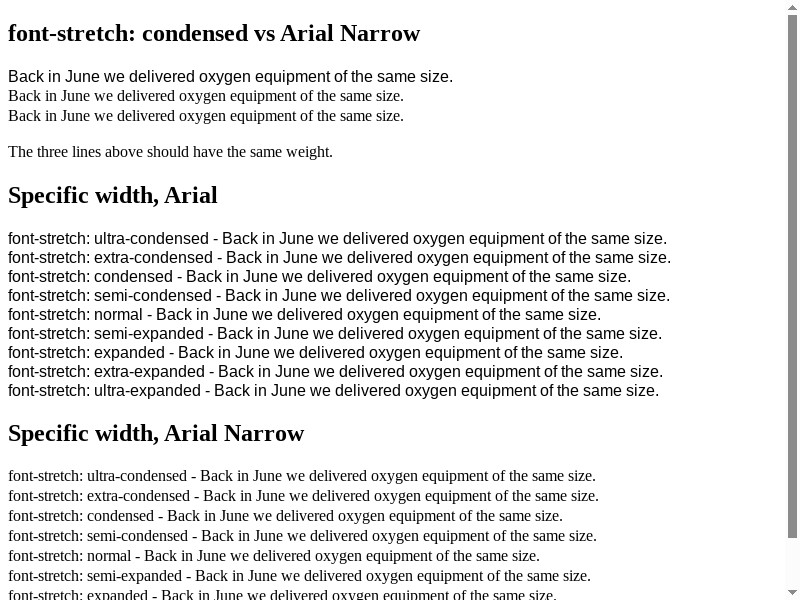 font-stretch: condensed vs Arial Narrow
Back in June we delivered oxygen equipment of the same size.
Back in June we delivered oxygen equipment of the same size.
Back in June we delivered oxygen equipment of the same size.
The three lines above should have the same weight.
Specific width, Arial
font-stretch: ultra-condensed - Back in June we delivered oxygen equipment of the same size.
font-stretch: extra-condensed - Back in June we delivered oxygen equipment of the same size.
font-stretch: condensed - Back in June we delivered oxygen equipment of the same size.
font-stretch: semi-condensed - Back in June we delivered oxygen equipment of the same size.
font-stretch: normal - Back in June we delivered oxygen equipment of the same size.
font-stretch: semi-expanded - Back in June we delivered oxygen equipment of the same size.
font-stretch: expanded - Back in June we delivered oxygen equipment of the same size.
font-stretch: extra-expanded - Back in June we delivered oxygen equipment of the same size.
font-stretch: ultra-expanded - Back in June we delivered oxygen equipment of the same size.
Specific width, Arial Narrow
font-stretch: ultra-condensed - Back in June we delivered oxygen equipment of the same size.
font-stretch: extra-condensed - Back in June we delivered oxygen equipment of the same size.
font-stretch: condensed - Back in June we delivered oxygen equipment of the same size.
font-stretch: semi-condensed - Back in June we delivered oxygen equipment of the same size.
font-stretch: normal - Back in June we delivered oxygen equipment of the same size.
font-stretch: semi-expanded - Back in June we delivered oxygen equipment of the same size.
font-stretch: expanded - Back in June we delivered oxygen equipment of the same size.